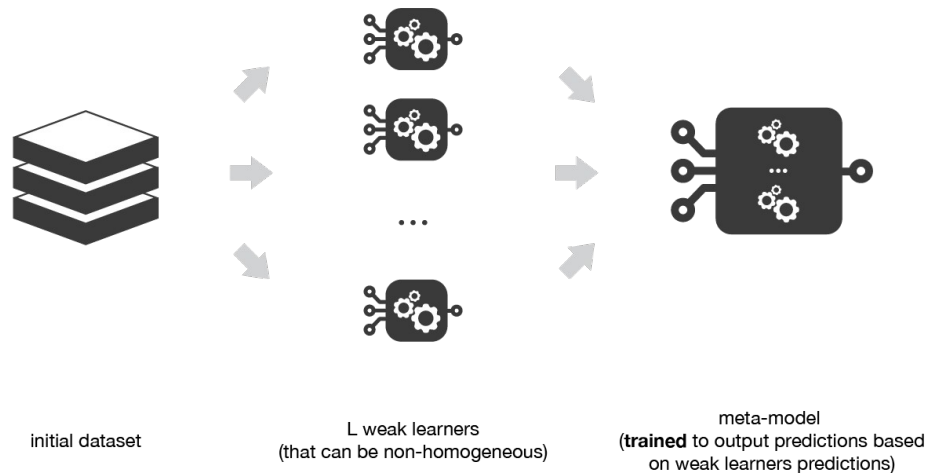 ...
...
initial dataset
L weak learners
(that can be non-homogeneous)
meta-model
(trained to output predictions based
on weak learners predictions)